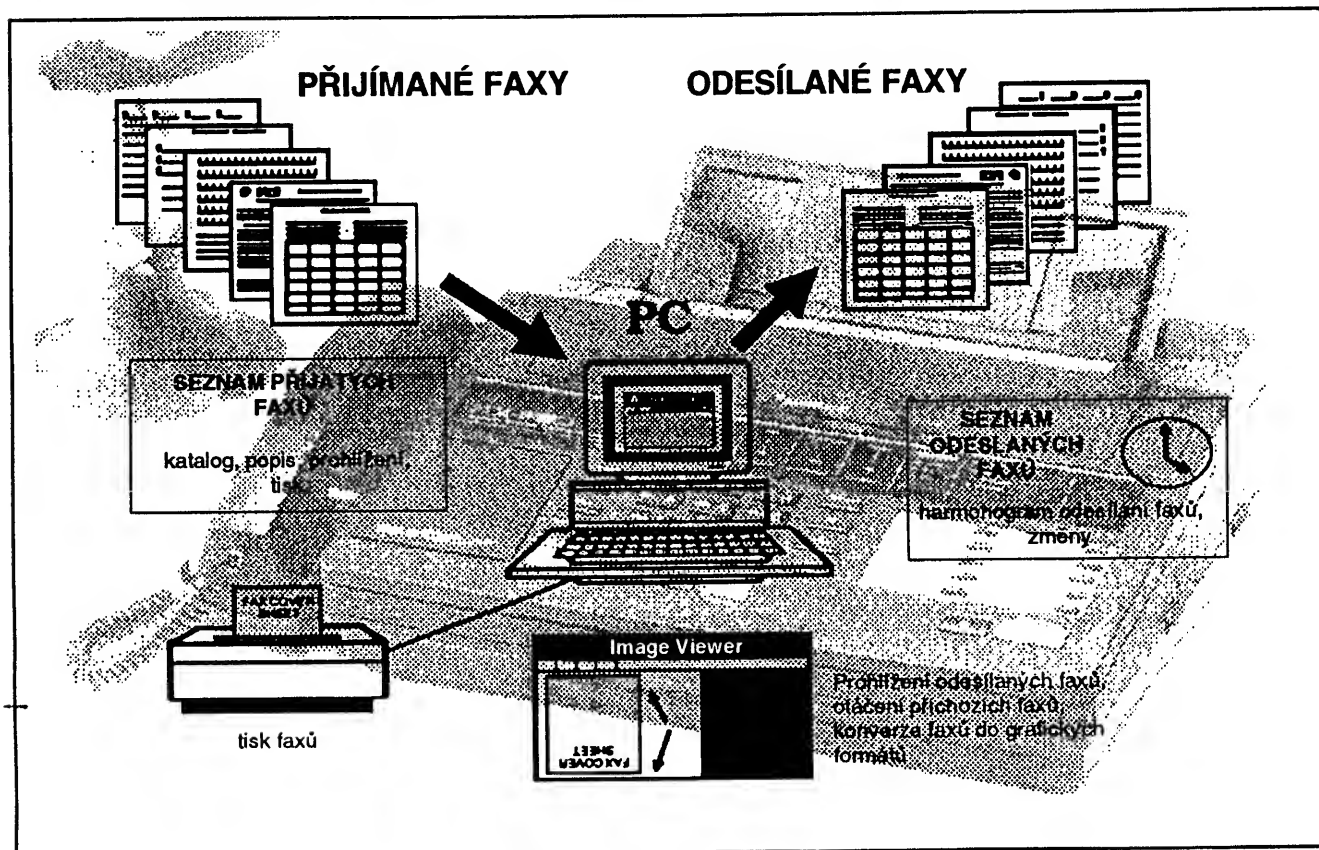 PŘIJÍMANÉ FAXY
ODESÍLANÉ FAXY
PC
SEZNAM PŘIJATÝCH
FAXŮ
katalog, popis, prohlížení,
tisk
SEZNAM
ODESLANÝCH
FAXŮ
harmonogram odesílání faxů,
změny
FAX COVER
SHEET
tisk faxů
Image Viewer
FAX COVER
SHEET
Prohlížení odesílaných faxů,
otáčení příchozích faxů,
konverze faxů do grafických
formátů